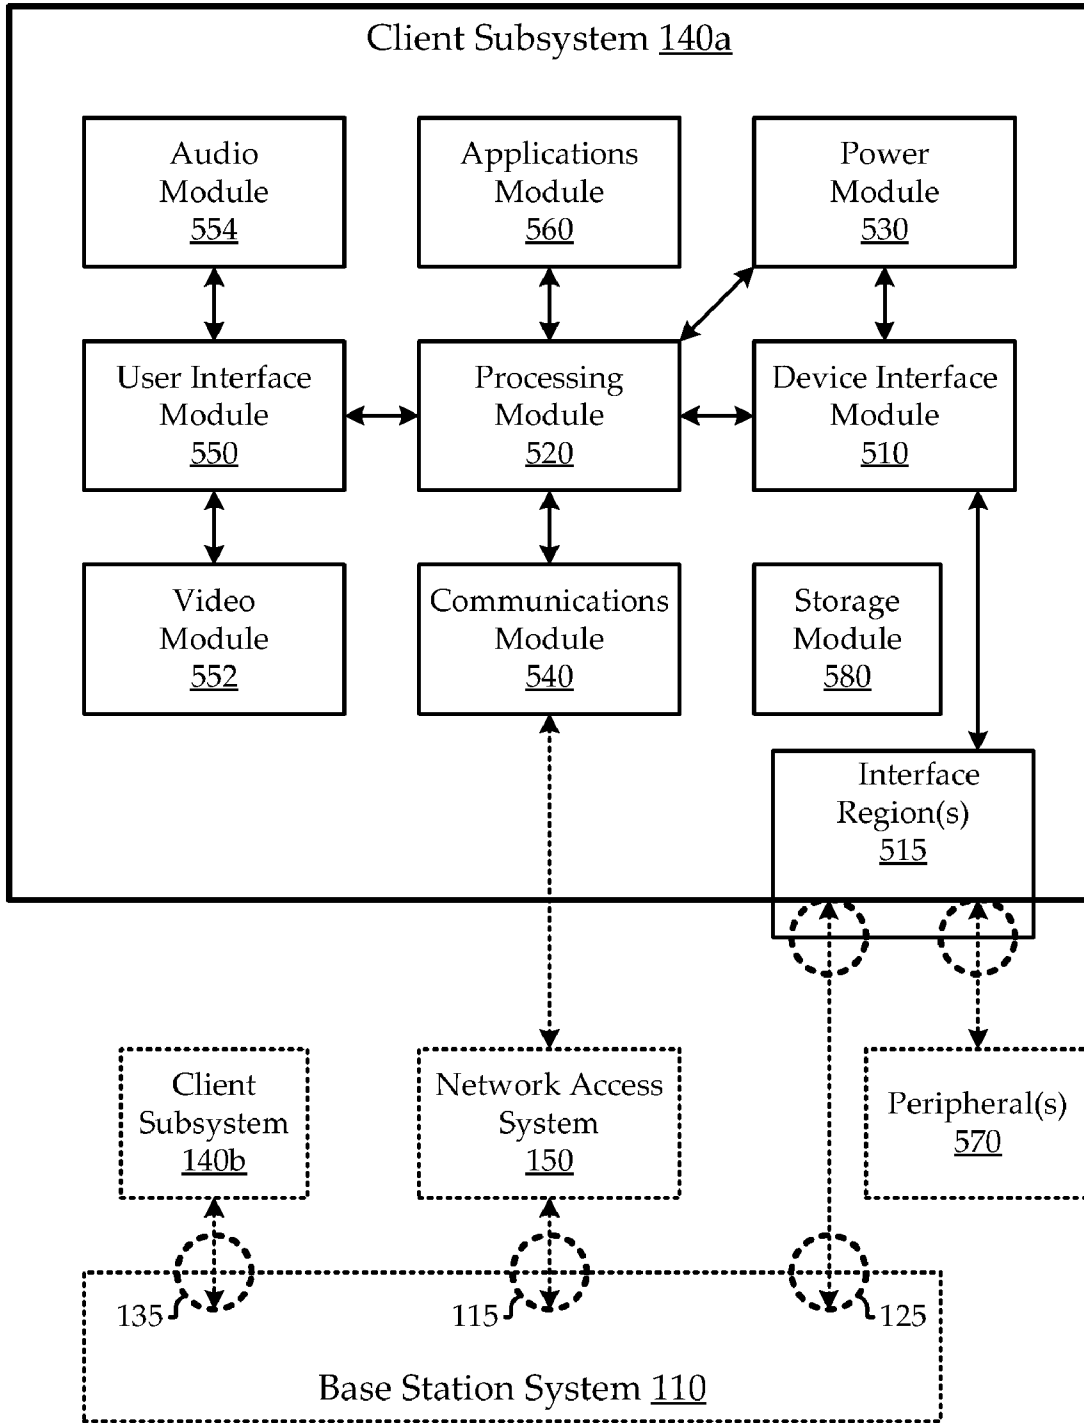 Client Subsystem 140a
Audio
Module
554
Applications
Module
560
Power
Module
530
User Interface
Module
550
Processing
Module
520
Device Interface
Module
510
Video
Module
552
Communications
Module
540
Storage
Module
580
Interface
Region(s)
515
Client
Subsystem
140b
Network Access
System
150
Peripheral(s)
570
135
115
125
Base Station System 110